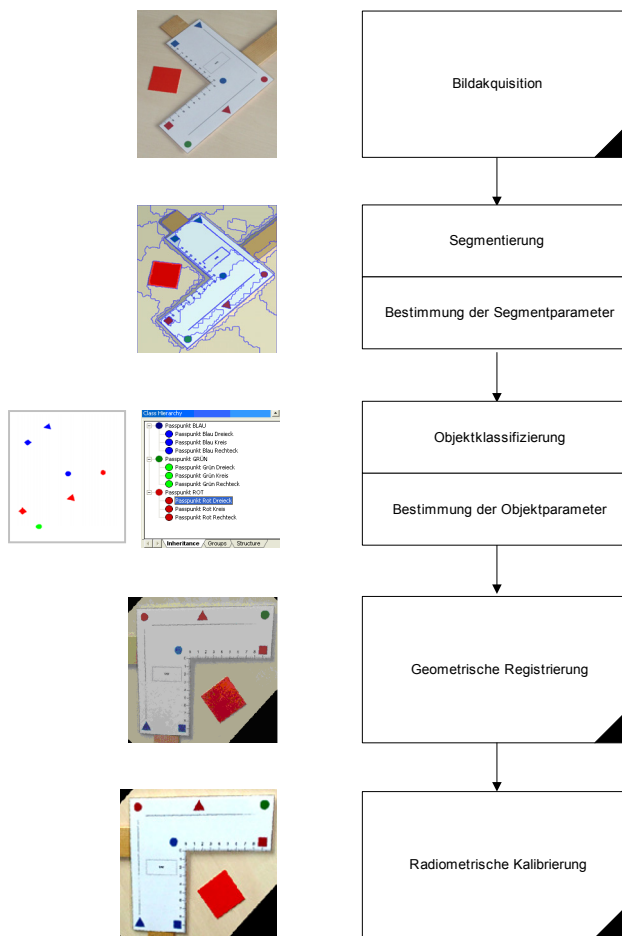 Bildakquisition
Segmentierung
Bestimmung der Segmentparameter
Class Hierarchy
Passpunkt BLAU
Passpunkt Blau Dreieck
Passpunkt Blau Kreis
Passpunkt Blau Rechteck
Passpunkt GRÜN
Passpunkt Grün Dreieck
Passpunkt Grün Kreis
Passpunkt Grün Rechteck
Passpunkt ROT
Passpunkt Rot Dreieck
Passpunkt Rot Kreis
Passpunkt Rot Rechteck
Inheritance Groups Structure
Objektklassifizierung
Bestimmung der Objektparameter
Geometrische Registrierung
Radiometrische Kalibrierung